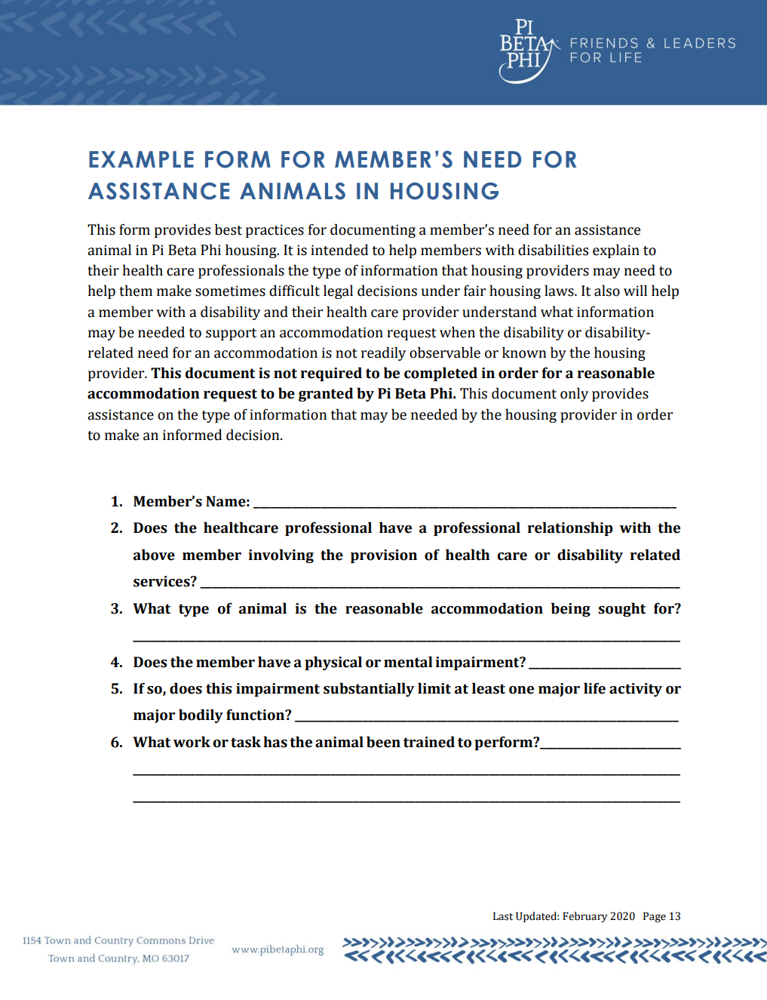 PI
BETA
PHI
FRIENDS & LEADERS
FOR LIFE
EXAMPLE FORM FOR MEMBER’S NEED FOR
ASSISTANCE ANIMALS IN HOUSING
This form provides best practices for documenting a member’s need for an assistance
animal in Pi Beta Phi housing. It is intended to help members with disabilities explain to
their health care professionals the type of information that housing providers may need to
help them make sometimes difficult legal decisions under fair housing laws. It also will help
a member with a disability and their health care provider understand what information
may be needed to support an accommodation request when the disability or disability-
related need for an accommodation is not readily observable or known by the housing
provider. This document is not required to be completed in order for a reasonable
accommodation request to be granted by Pi Beta Phi. This document only provides
assistance on the type of information that may be needed by the housing provider in order
to make an informed decision.
1. Member’s Name: ______________________________
2. Does the healthcare professional have a professional relationship with the
above member involving the provision of health care or disability related
services? ______________________________
3. What type of animal is the reasonable accommodation being sought for?
______________________________
4. Does the member have a physical or mental impairment? ____________
5. If so, does this impairment substantially limit at least one major life activity or
major bodily function? ______________________________
6. What work or task has the animal been trained to perform?____________
______________________________
______________________________
Last Updated: February 2020 Page 13
1154 Town and Country Commons Drive
Town and Country, MO 63017
www.pibetaphi.org